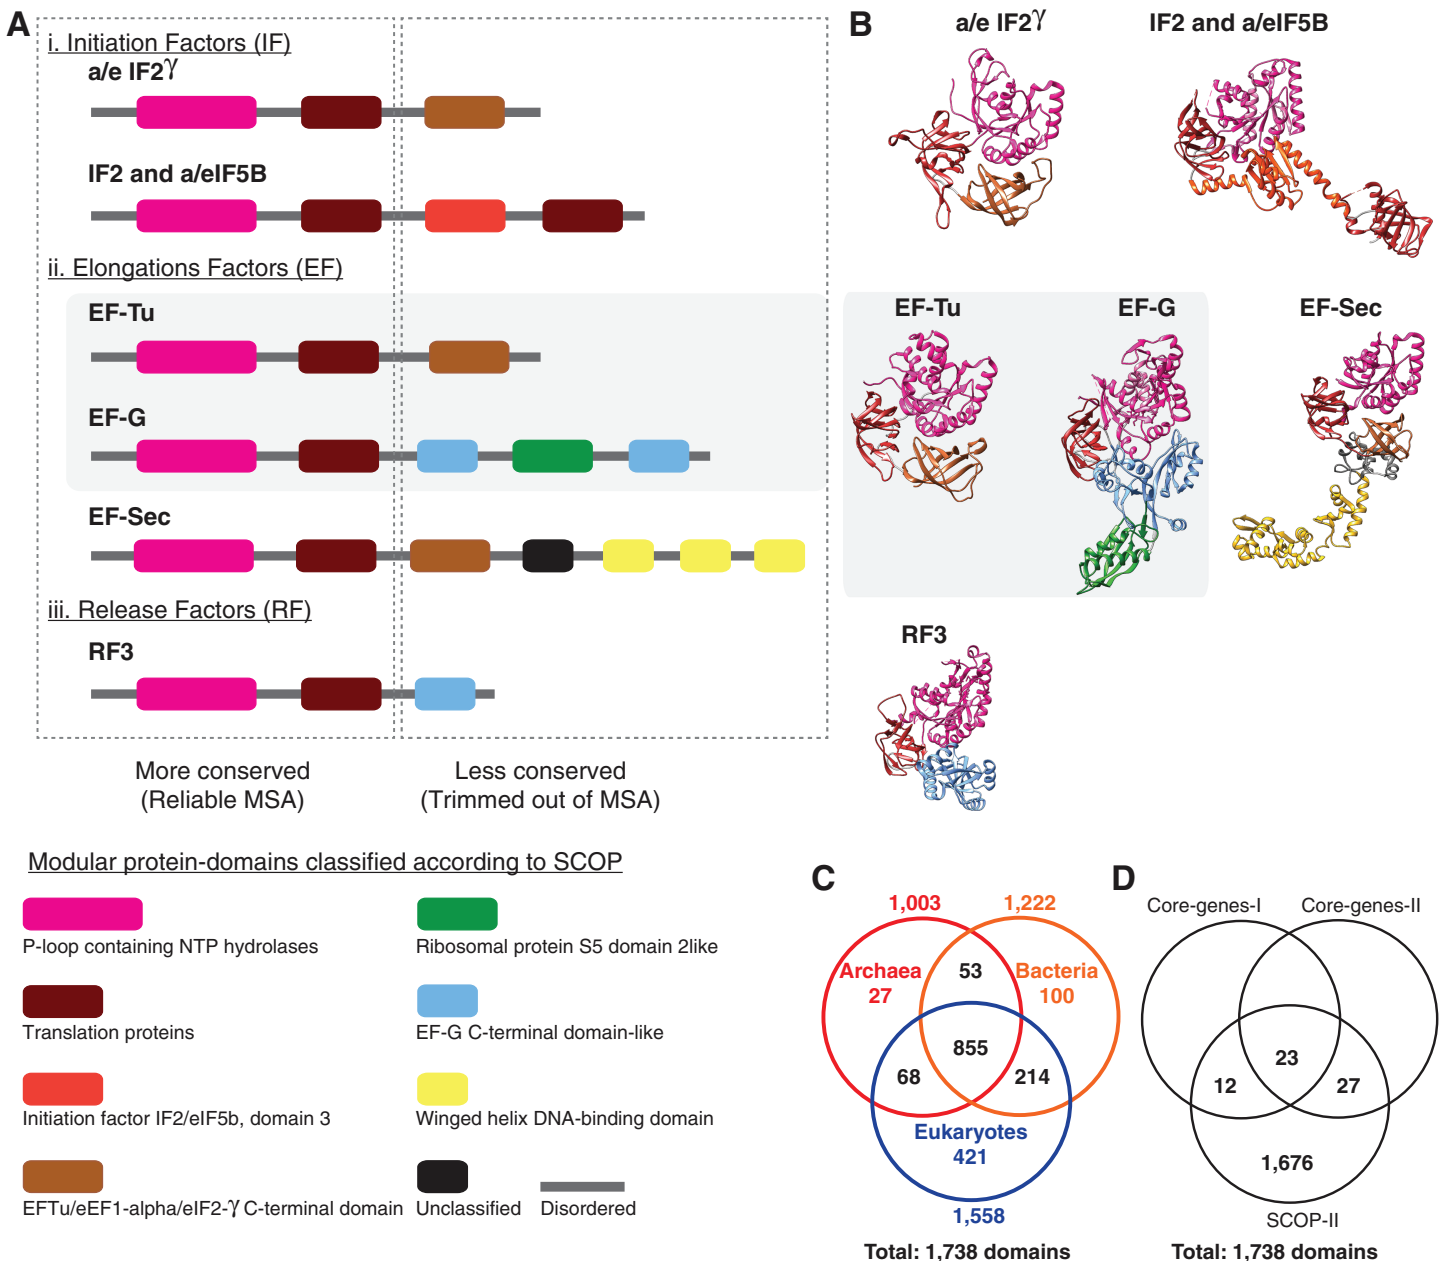 A
i. Initiation Factors (IF)
a/e IF2γ
IF2 and a/eIF5B
ii. Elongations Factors (EF)
EF-Tu
EF-G
EF-Sec
iii. Release Factors (RF)
RF3
More conserved
(Reliable MSA)
Less conserved
(Trimmed out of MSA)
B
a/e IF2γ
IF2 and a/eIF5B
EF-Tu
EF-G
EF-Sec
RF3
Modular protein-domains classified according to SCOP
P-loop containing NTP hydrolases
Ribosomal protein S5 domain 2like
Translation proteins
EF-G C-terminal domain-like
Initiation factor IF2/eIF5b, domain 3
Winged helix DNA-binding domain
EFTu/eEF1-alpha/eIF2-γ C-terminal domain
Unclassified
Disordered
C
1,003
1,222
Archaea
27
53
Bacteria
100
855
68
214
Eukaryotes
421
1,558
Total: 1,738 domains
D
Core-genes-I
Core-genes-II
23
12
27
1,676
SCOP-II
Total: 1,738 domains